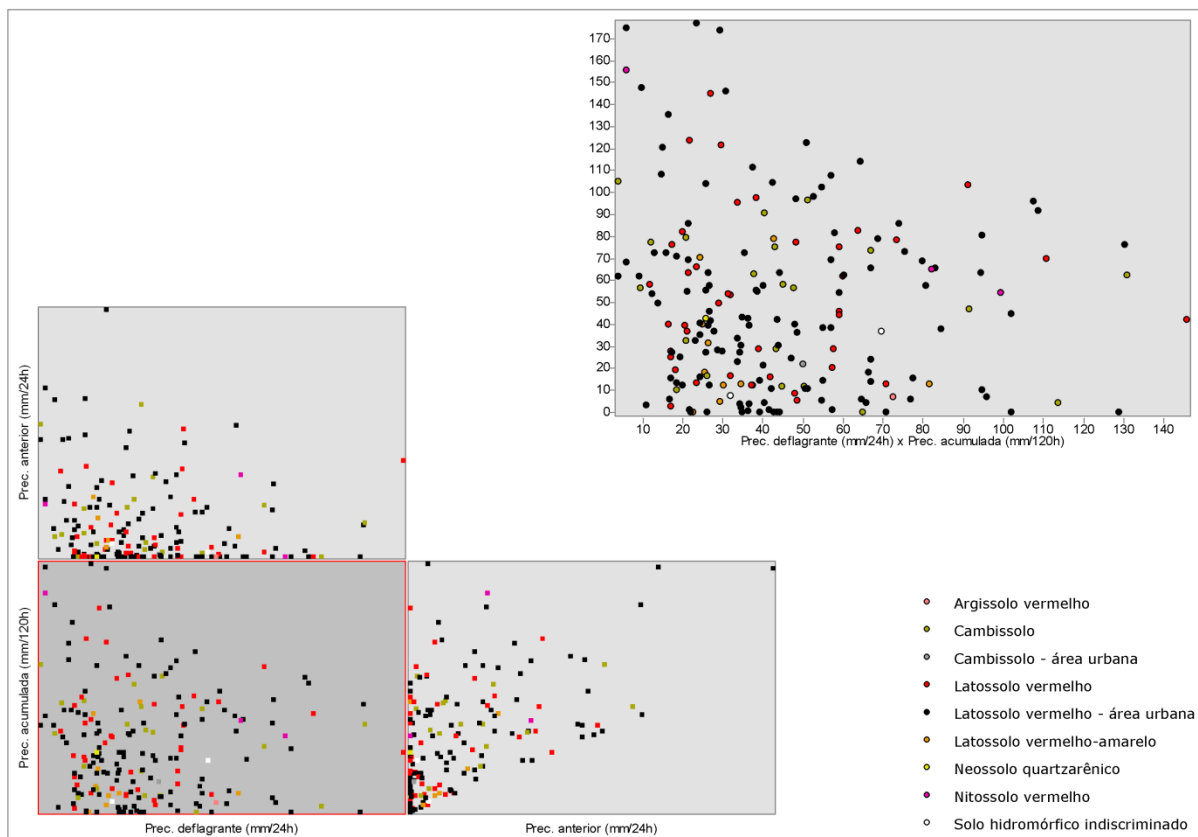 170
160
150
140
130
120
110
100
90
80
70
60
50
40
30
20
10
0
10 20 30 40 50 60 70 80 90 100 110 120 130 140
Prec. deflagrante (mm/24h) x Prec. acumulada (mm/120h)
Prec. anterior (mm/24h)
Prec. acumulada (mm/120h)
Prec. deflagrante (mm/24h)
Prec. anterior (mm/24h)
Argissolo vermelho
Cambissolo
Cambissolo - área urbana
Latossolo vermelho
Latossolo vermelho - área urbana
Latossolo vermelho-amarelo
Neossolo quartzarênico
Nitossolo vermelho
Solo hidromórfico indiscriminado